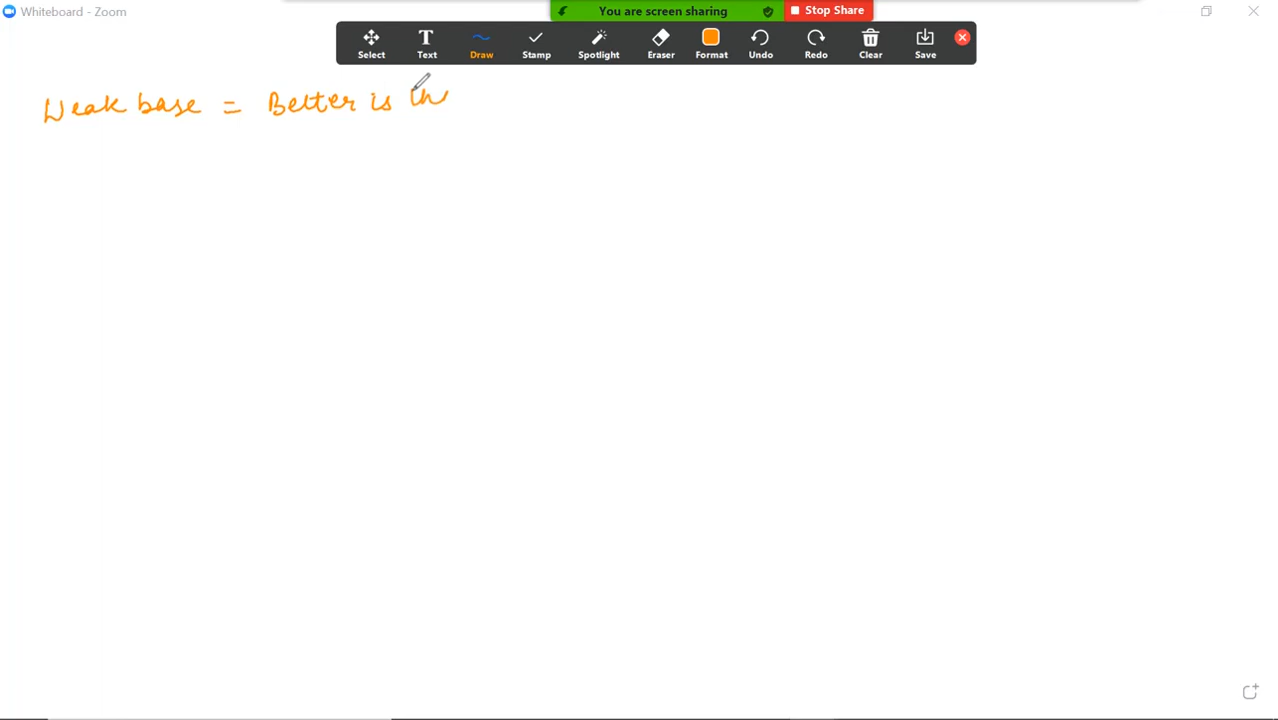 Whiteboard - Zoom
You are screen sharing
Stop Share
Select Text Draw Stamp Spotlight Eraser Format Undo Redo Clear Save
Weak base = Better is the